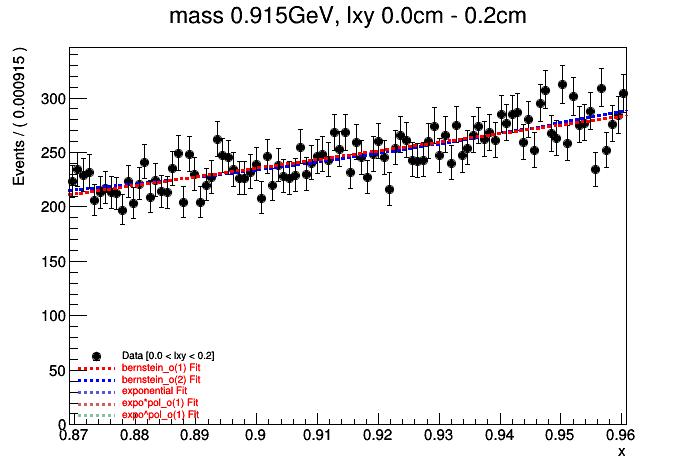 mass 0.915GeV, lxy 0.0cm - 0.2cm
Events / ( 0.000915 )
300
250
200
150
100
50
0
Data [0.0 < lxy < 0.2]
bernstein_o(1) Fit
bernstein_o(2) Fit
exponential Fit
expo*pol_o(1) Fit
expo^pol_o(1) Fit
0.87 0.88 0.89 0.9 0.91 0.92 0.93 0.94 0.95 0.96
x